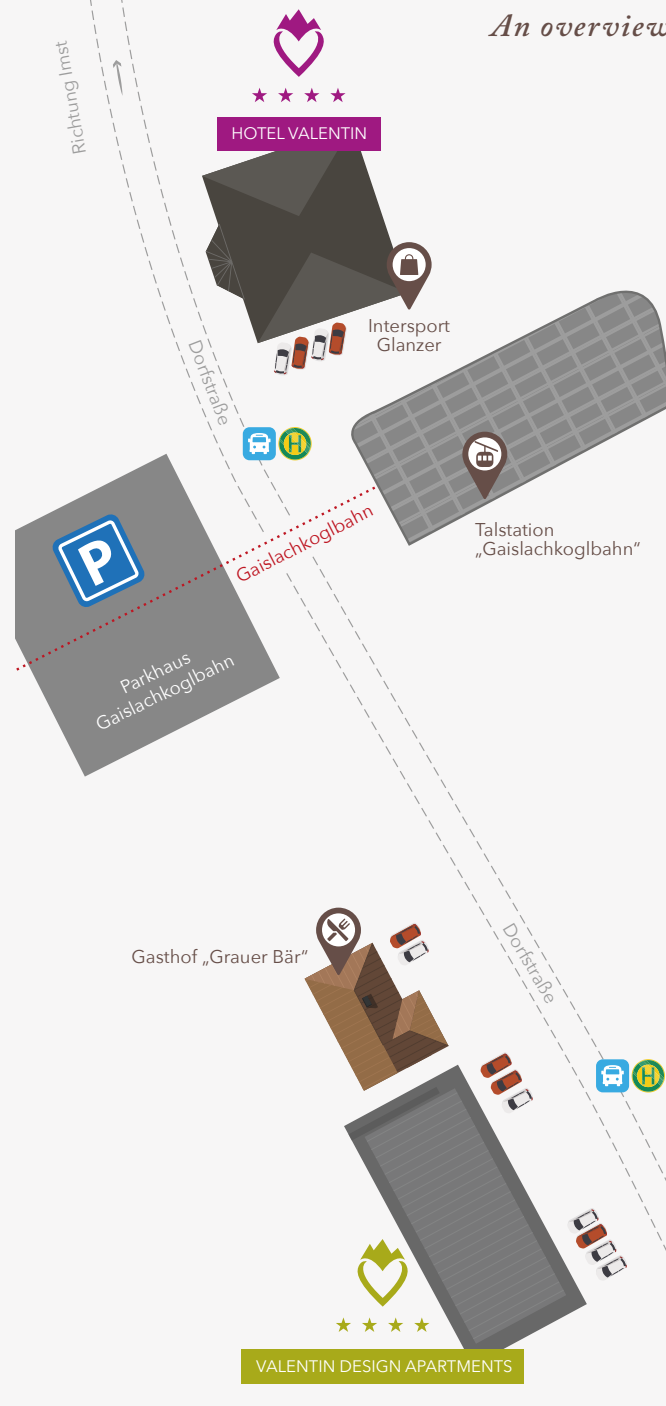 An overview
Richtung Imst
HOTEL VALENTIN
Intersport
Glanzer
Dorfstraße
H
Gaislachkoglbahn
Talstation
„Gaislachkoglbahn“
P
Parkhaus
Gaislachkoglbahn
Gasthof „Grauer Bär“
Dorfstraße
H
VALENTIN DESIGN APARTMENTS